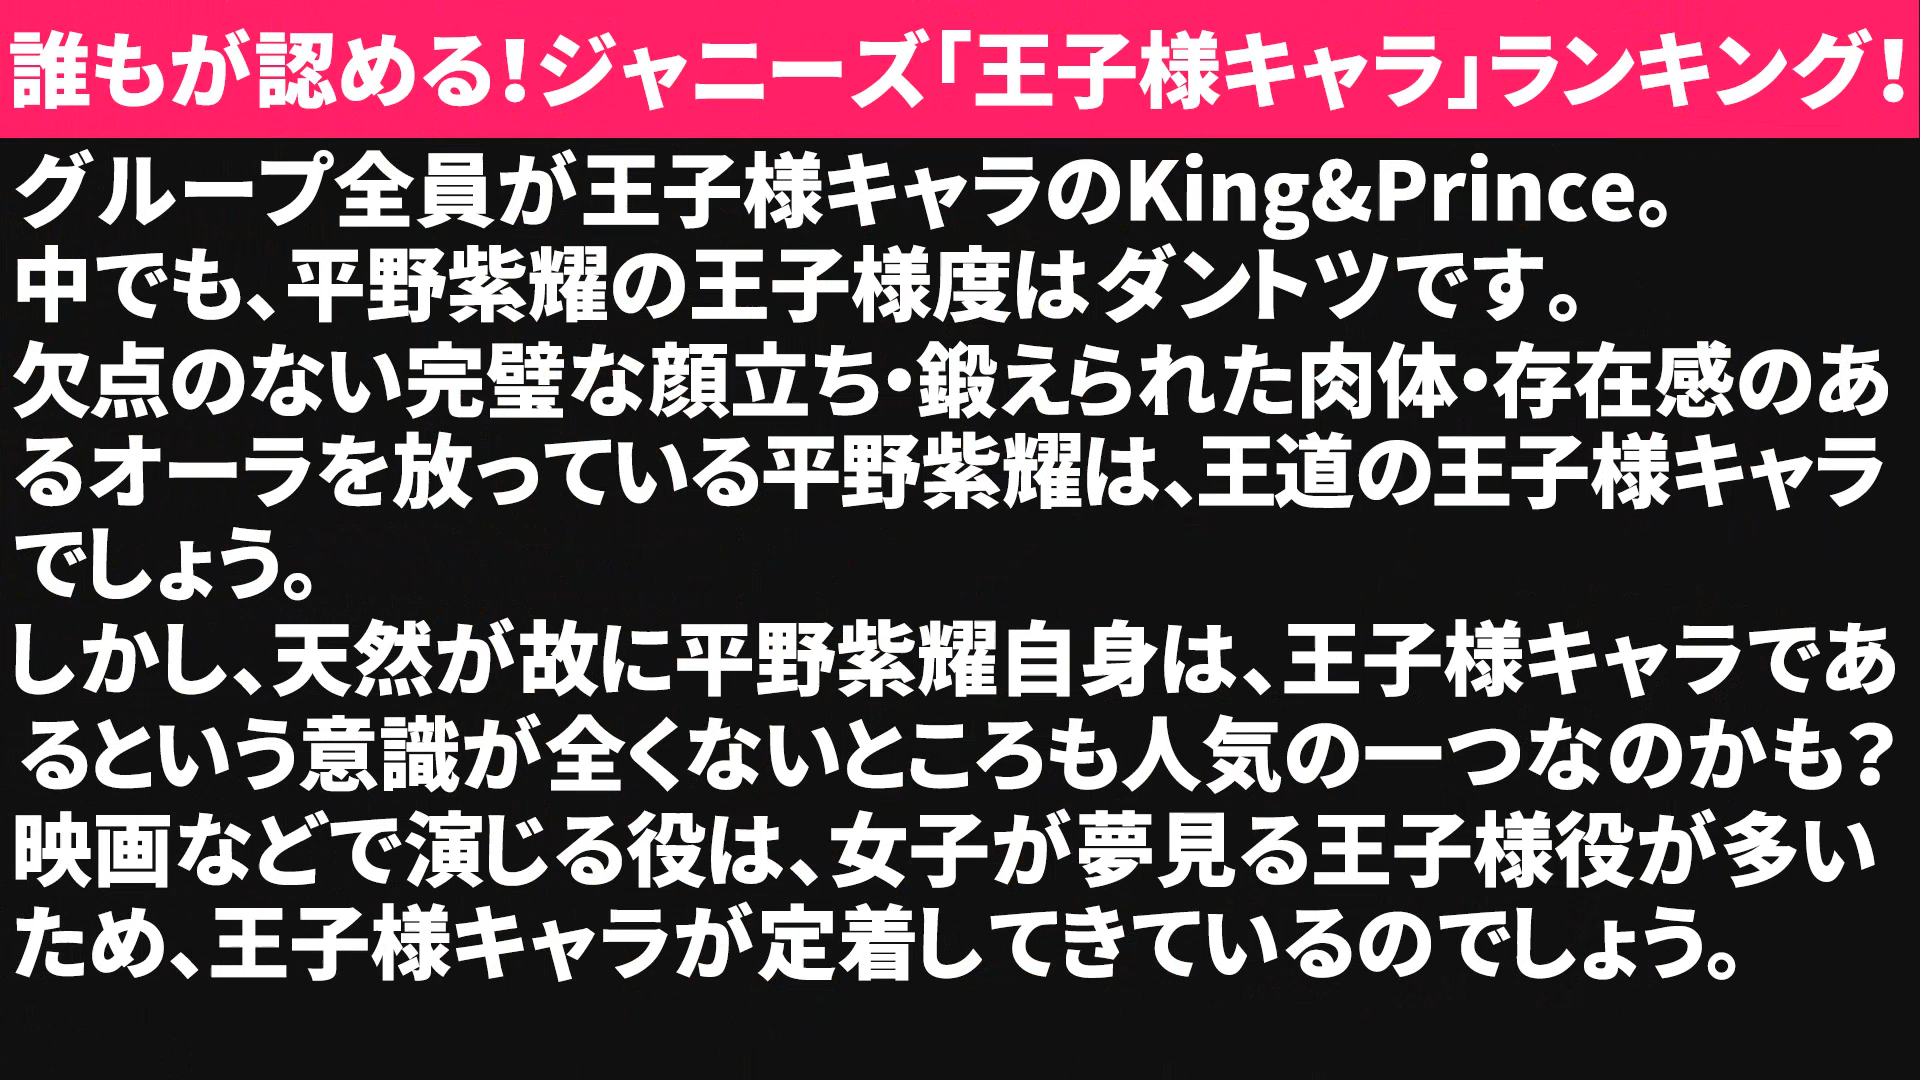 誰もが認める！ジャニーズ「王子様キャラ」ランキング！
グループ全員が王子様キャラのKing&Prince。
中でも、平野紫耀の王子様度はダントツです。
欠点のない完璧な顔立ち・鍛えられた肉体・存在感のあ
るオーラを放っている平野紫耀は、王道の王子様キャラ
でしょう。
しかし、天然が故に平野紫耀自身は、王子様キャラであ
るという意識が全くないところも人気の一つなのかも？
映画などで演じる役は、女子が夢見る王子様役が多い
ため、王子様キャラが定着してきているのでしょう。